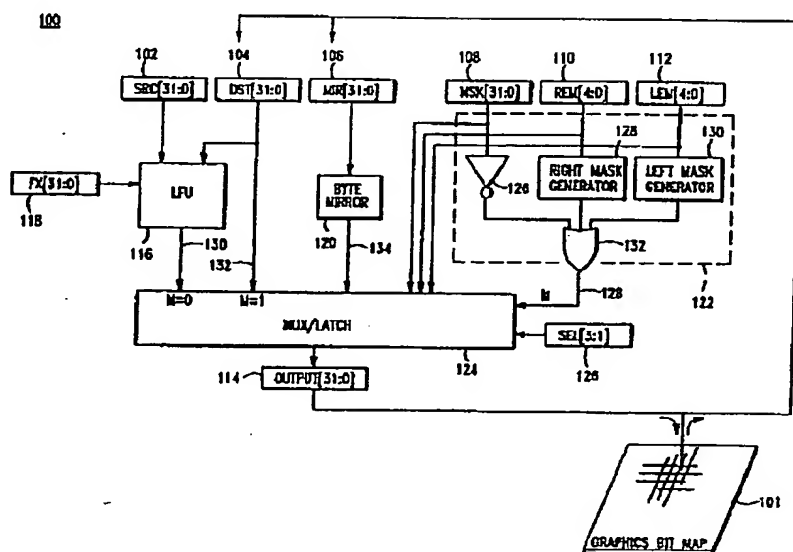 100
102
104
106
108
110
112
SRC[31:0]
DST[31:0]
MIR[31:0]
MSK[31:0]
REM[4:0]
LEM[4:0]
128
130
FX[31:0]
118
LFU
116
BYTE
MIRROR
120
126
RIGHT MASK
GENERATOR
LEFT MASK
GENERATOR
130
132
134
132
M=0
M=1
M
128
122
MUX/LATCH
124
SEL[3:1]
126
114
OUTPUT[31:0]
101
GRAPHICS BIT MAP